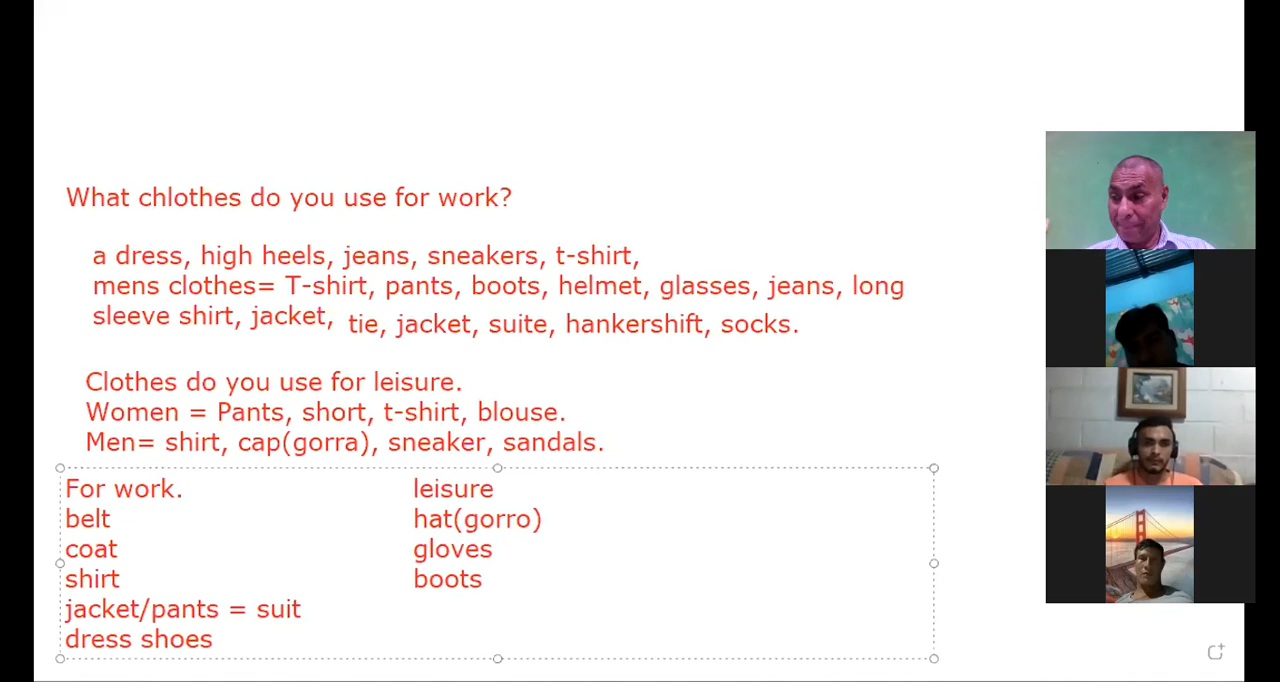 What chlothes do you use for work?
a dress, high heels, jeans, sneakers, t-shirt,
mens clothes= T-shirt, pants, boots, helmet, glasses, jeans, long
sleeve shirt, jacket, tie, jacket, suite, hankershift, socks.
Clothes do you use for leisure.
Women = Pants, short, t-shirt, blouse.
Men= shirt, cap(gorra), sneaker, sandals.
For work.
belt
coat
shirt
jacket/pants = suit
dress shoes
leisure
hat(gorro)
gloves
boots